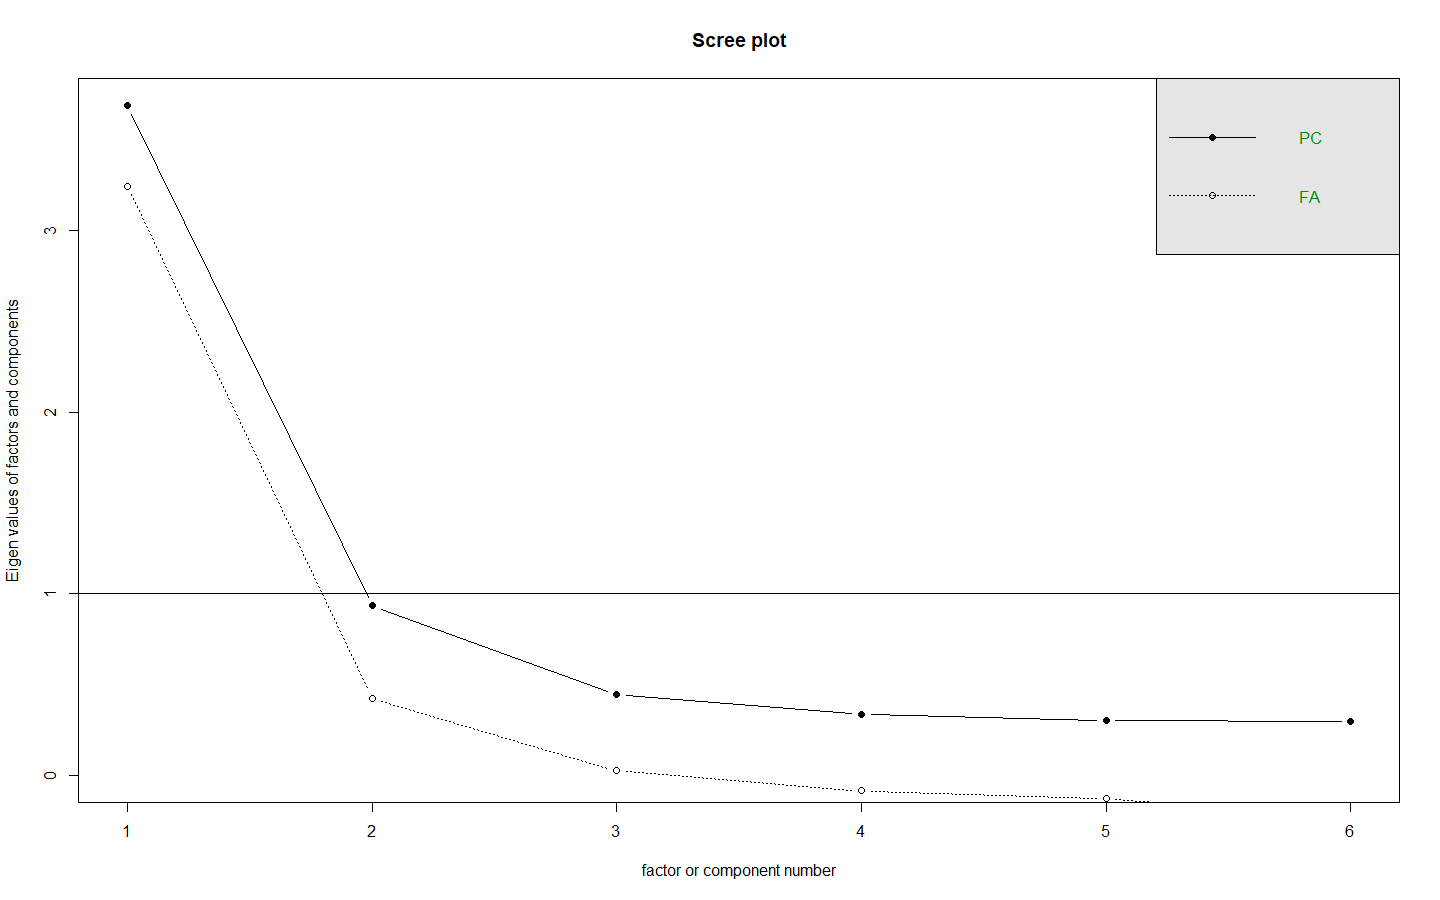 Scree plot
PC
FA
Eigen values of factors and components
3
2
1
0
1 2 3 4 5 6
factor or component number